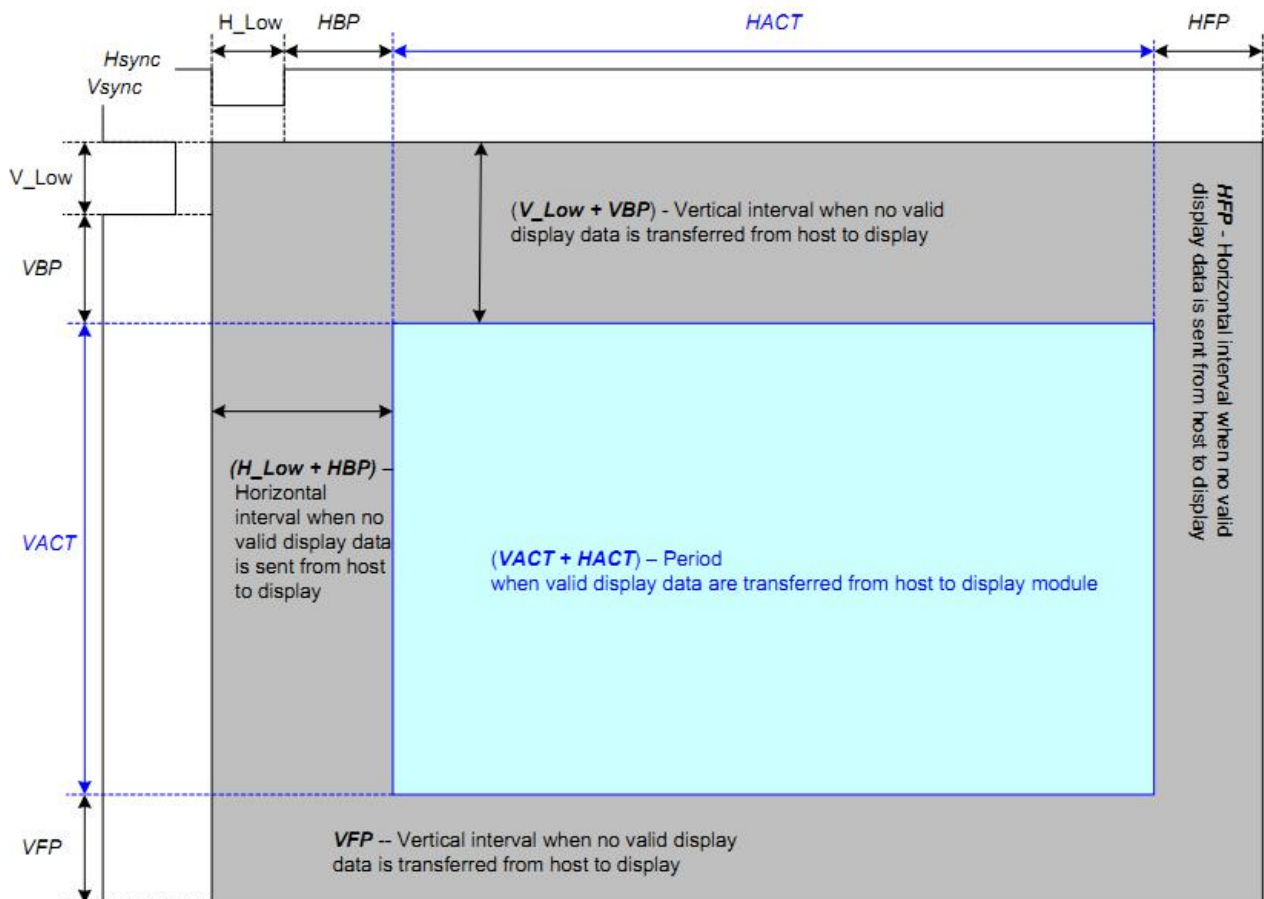 H_Low HBP HACT HFP
Hsync
Vsync
V_Low
VBP
VACT
VFP
(V_Low + VBP) - Vertical interval when no valid
display data is transferred from host to display
HFP - Horizontal interval when no valid
display data is sent from host to display
(H_Low + HBP) –
Horizontal
interval when no
valid display data
is sent from host
to display
(VACT + HACT) – Period
when valid display data are transferred from host to display module
VFP -- Vertical interval when no valid display
data is transferred from host to display